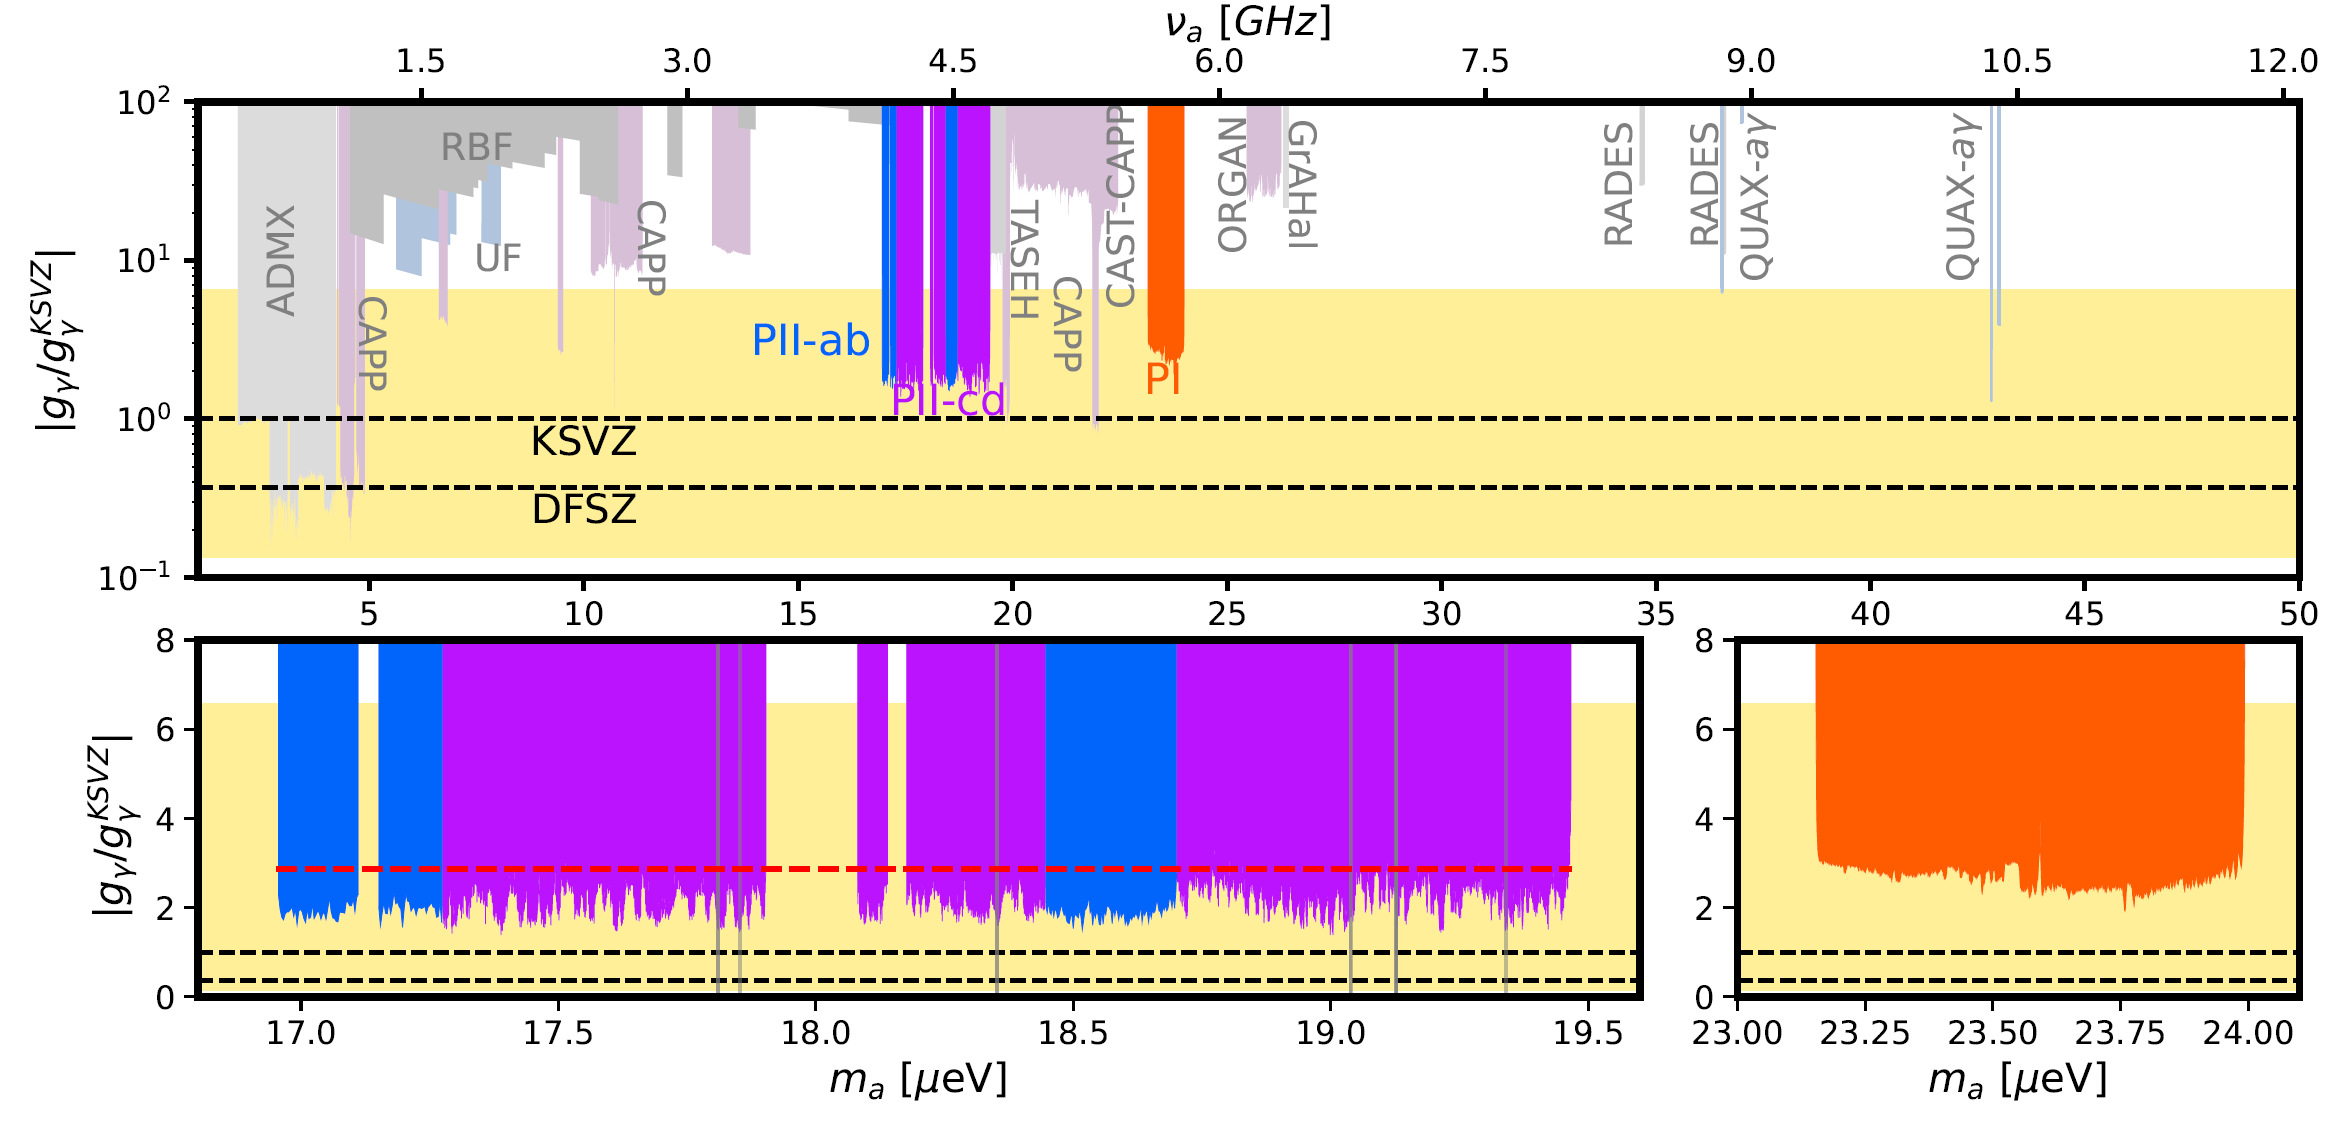 ν_a [GHz]
1.5 3.0 4.5 6.0 7.5 9.0 10.5 12.0
10^2
10^1
10^0
10^−1
|g_γ/g_γ^KSVZ|
ADMX
CAPP
RBF
UF
CAPP
PII-ab
PII-cd
TASEH
CAPP
CAST-CAPP
PI
ORGAN
GrAHal
RADES
RADES
QUAX-aγ
QUAX-aγ
KSVZ
DFSZ
5 10 15 20 25 30 35 40 45 50
8
6
4
2
0
|g_γ/g_γ^KSVZ|
17.0 17.5 18.0 18.5 19.0 19.5
m_a [μeV]
8
6
4
2
0
23.00 23.25 23.50 23.75 24.00
m_a [μeV]